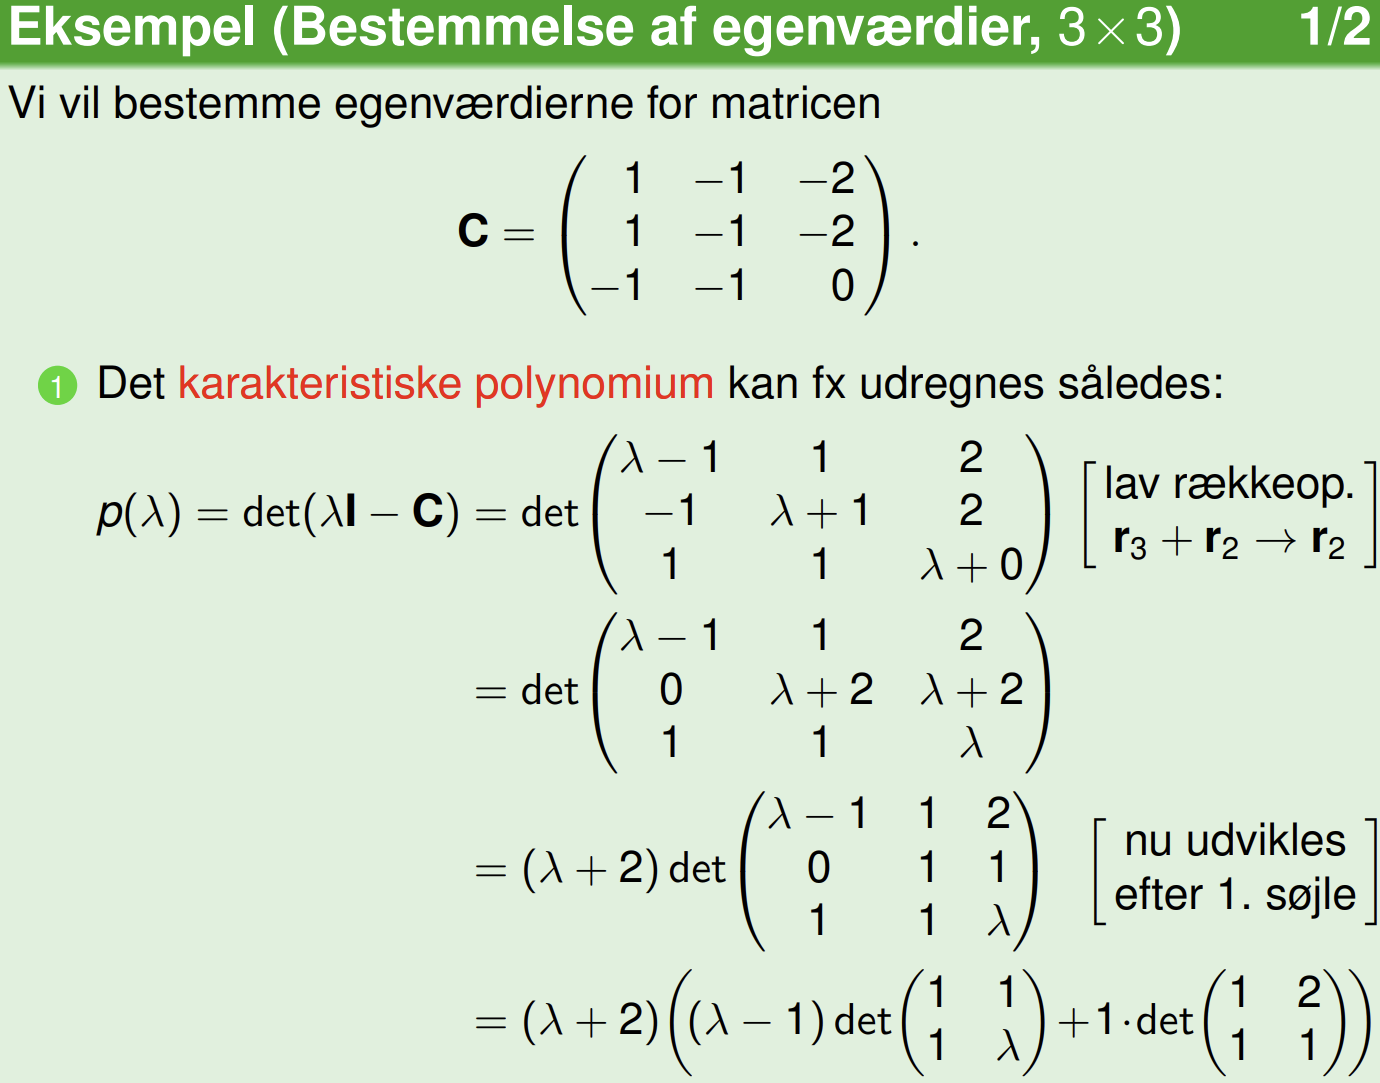 Eksempel (Bestemmelse af egenværdier, 3×3) 1/2
Vi vil bestemme egenværdierne for matricen
C = ( 1 −1 −2
1 −1 −2
−1 −1 0 ) .
1 Det karakteristiske polynomium kan fx udregnes således:
p(λ) = det(λI − C) = det ( λ − 1 1 2
−1 λ + 1 2
1 1 λ + 0 ) [ lav rækkeop.
r₃ + r₂ → r₂ ]
= det ( λ − 1 1 2
0 λ + 2 λ + 2
1 1 λ )
= (λ + 2) det ( λ − 1 1 2
0 1 1
1 1 λ ) [ nu udvikles
efter 1. søjle ]
= (λ + 2) ( (λ − 1) det ( 1 1
1 λ ) +1·det ( 1 2
1 1 ) )